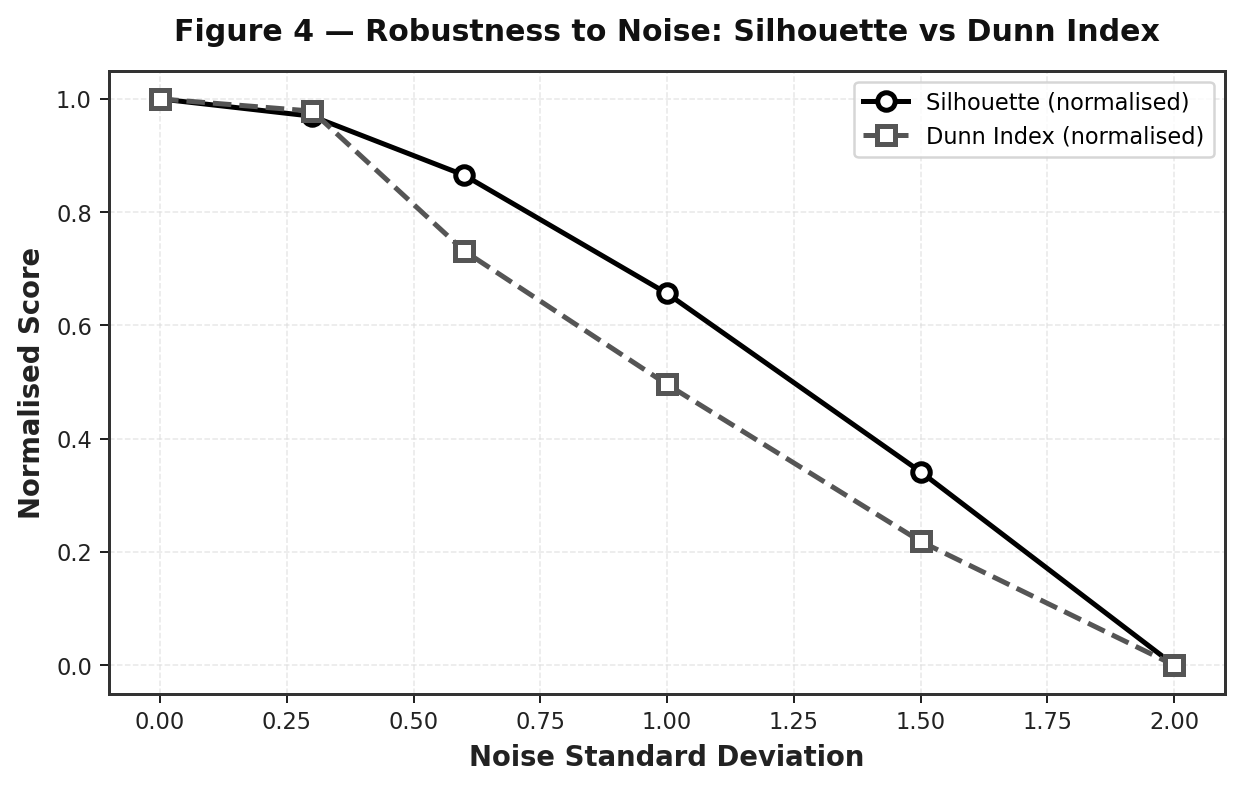 Figure 4 — Robustness to Noise: Silhouette vs Dunn Index
Silhouette (normalised)
Dunn Index (normalised)
Normalised Score
1.0
0.8
0.6
0.4
0.2
0.0
0.00 0.25 0.50 0.75 1.00 1.25 1.50 1.75 2.00
Noise Standard Deviation